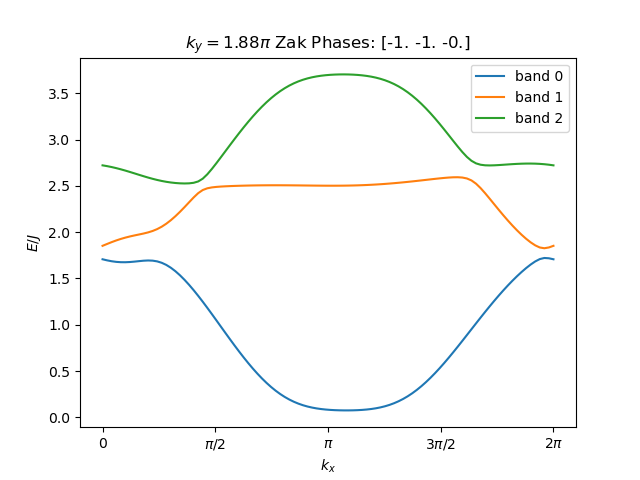 k_y = 1.88π Zak Phases: [-1. -1. -0.]
band 0
band 1
band 2
E/J
3.5
3.0
2.5
2.0
1.5
1.0
0.5
0.0
0 π/2 π 3π/2 2π
k_x